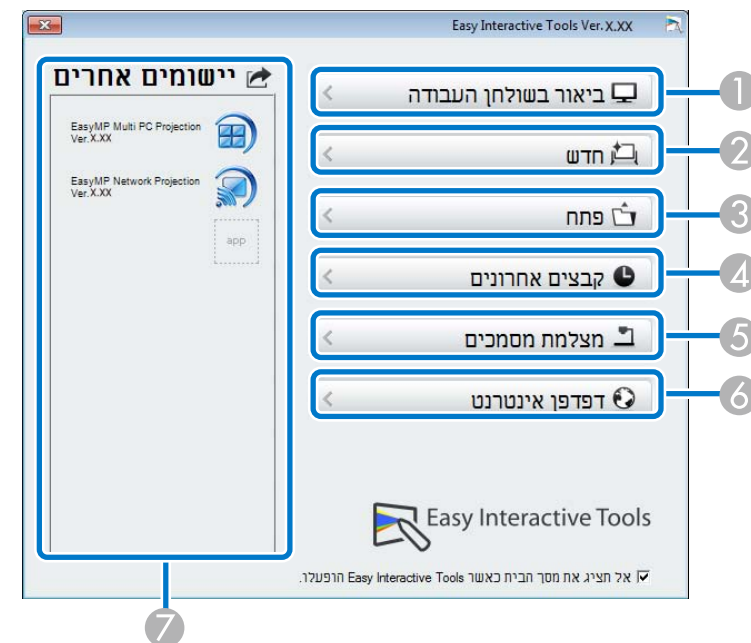 Easy Interactive Tools Ver.X.XX
ביאור בשולחן העבודה
1
חדש
2
פתח
3
קבצים אחרונים
4
מצלמת מסמכים
5
דפדפן אינטרנט
6
יישומים אחרים
EasyMP Multi PC Projection
Ver.X.XX
EasyMP Network Projection
Ver.X.XX
app
Easy Interactive Tools
אל תציג את מסך הבית כאשר Easy Interactive Tools הופעלו.
7